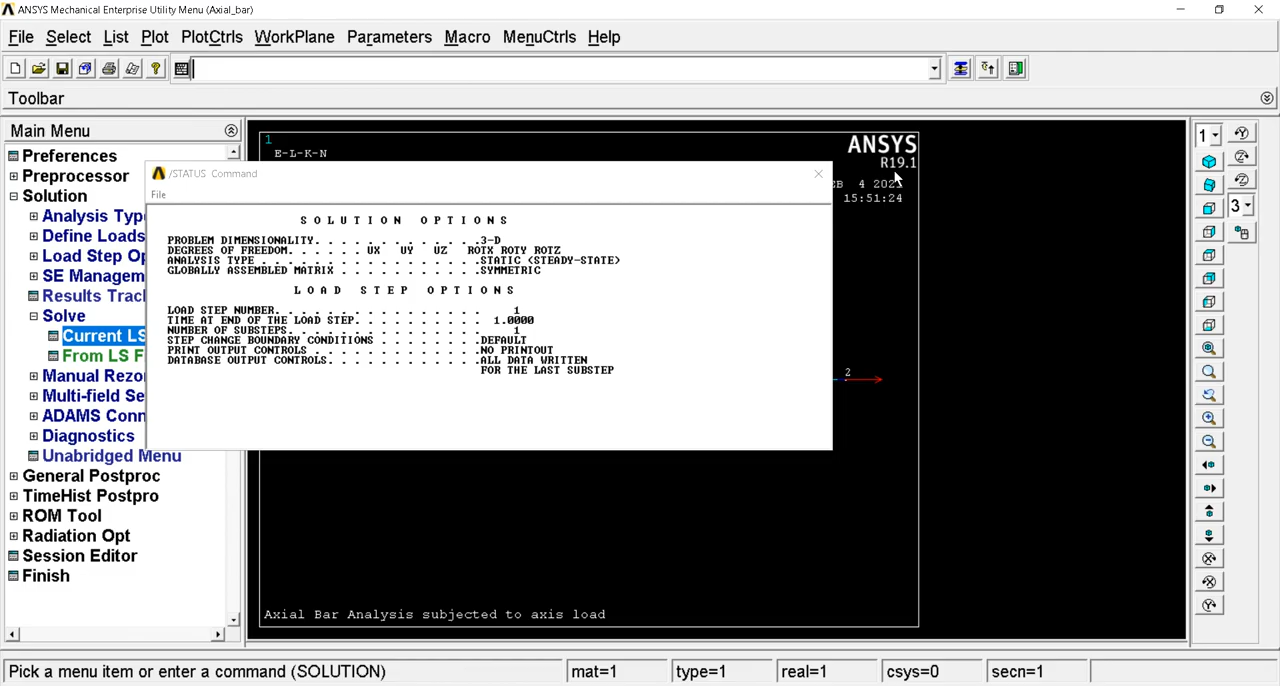 ANSYS Mechanical Enterprise Utility Menu (Axial_bar)
File Select List Plot PlotCtrls WorkPlane Parameters Macro MenuCtrls Help
Toolbar
Main Menu
Preferences
Preprocessor
Solution
Analysis Type
Define Loads
Load Step Op
SE Managem
Results Trac
Solve
Current LS
From LS F
Manual Rezo
Multi-field Se
ADAMS Conn
Diagnostics
Unabridged Menu
General Postproc
TimeHist Postpro
ROM Tool
Radiation Opt
Session Editor
Finish
1
E-L-K-N
ANSYS
R19.1
EB 4 202
15:51:24
/STATUS Command
File
S O L U T I O N   O P T I O N S
PROBLEM DIMENSIONALITY. . . . . . . . . . . . .3-D
DEGREES OF FREEDOM. . . . . . UX   UY   UZ   ROTX ROTY ROTZ
ANALYSIS TYPE . . . . . . . . . . . . . . . . .STATIC (STEADY-STATE)
GLOBALLY ASSEMBLED MATRIX . . . . . . . . . . .SYMMETRIC
L O A D   S T E P   O P T I O N S
LOAD STEP NUMBER. . . . . . . . . . . . . . . . 1
TIME AT END OF THE LOAD STEP. . . . . . . . . . 1.0000
NUMBER OF SUBSTEPS. . . . . . . . . . . . . . . 1
STEP CHANGE BOUNDARY CONDITIONS . . . . . . . .DEFAULT
PRINT OUTPUT CONTROLS . . . . . . . . . . . . .NO PRINTOUT
DATABASE OUTPUT CONTROLS. . . . . . . . . . . .ALL DATA WRITTEN
FOR THE LAST SUBSTEP
2
Axial Bar Analysis subjected to axis load
1
3
Pick a menu item or enter a command (SOLUTION) mat=1 type=1 real=1 csys=0 secn=1